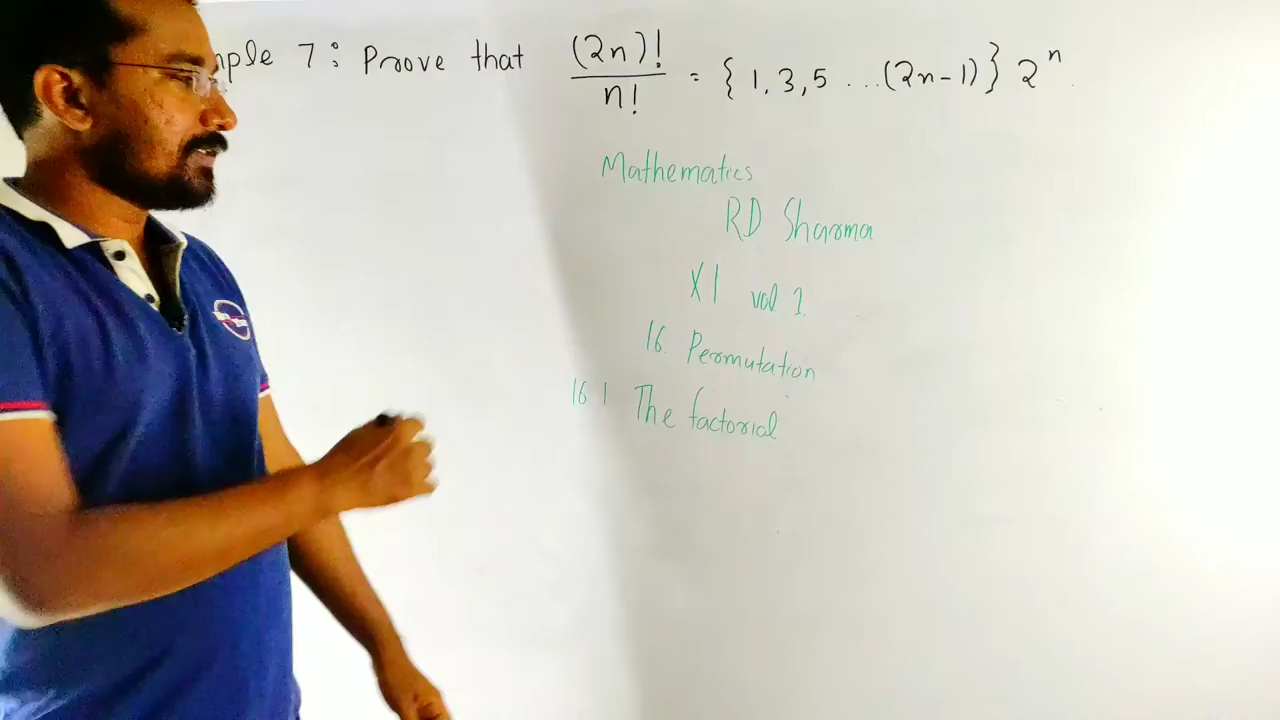 mple 7: Prove that (2n)!/n! = {1,3,5 ...(2n-1)} 2^n
Mathematics
RD Sharma
XI vol 1
16. Permutation
16.1 The factorial